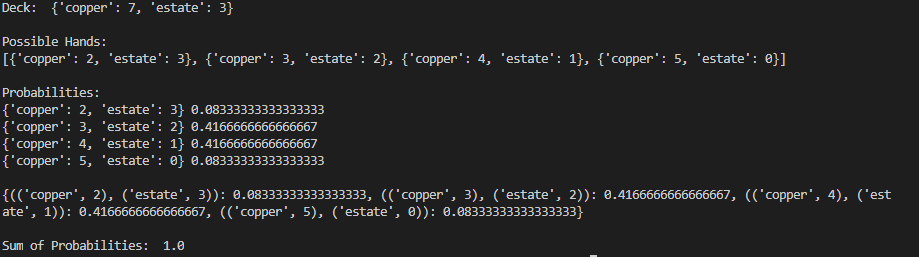 Deck:  {'copper': 7, 'estate': 3}
Possible Hands:
[{'copper': 2, 'estate': 3}, {'copper': 3, 'estate': 2}, {'copper': 4, 'estate': 1}, {'copper': 5, 'estate': 0}]
Probabilities:
{'copper': 2, 'estate': 3} 0.08333333333333333
{'copper': 3, 'estate': 2} 0.4166666666666667
{'copper': 4, 'estate': 1} 0.4166666666666667
{'copper': 5, 'estate': 0} 0.08333333333333333
{(('copper', 2), ('estate', 3)): 0.08333333333333333, (('copper', 3), ('estate', 2)): 0.4166666666666667, (('copper', 4), ('est
ate', 1)): 0.4166666666666667, (('copper', 5), ('estate', 0)): 0.08333333333333333}
Sum of Probabilities:  1.0